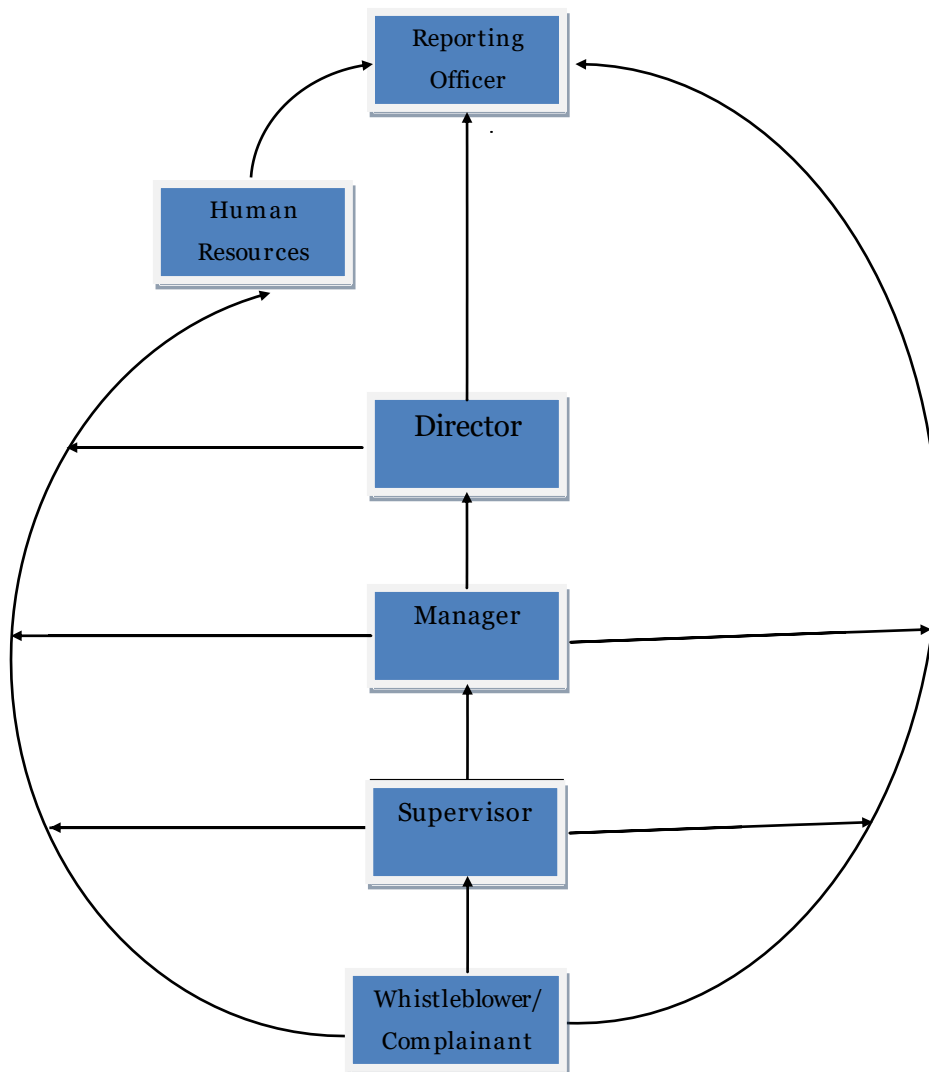 Reporting
Officer
Human
Resources
Director
Manager
Supervisor
Whistleblower/
Complainant